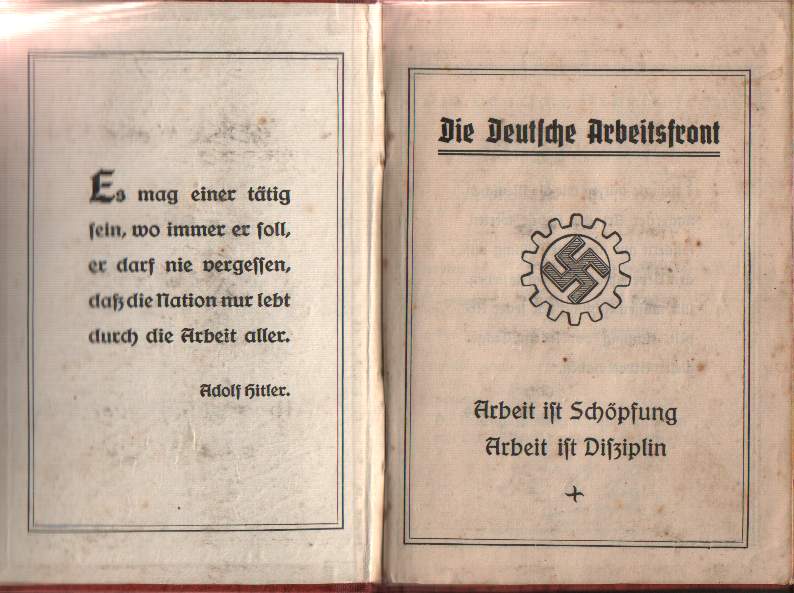 Es mag einer tätig
sein, wo immer er soll,
er darf nie vergessen,
daß die Nation nur lebt
durch die Arbeit aller.
Adolf Hitler.
Die Deutsche Arbeitsfront
Arbeit ist Schöpfung
Arbeit ist Disziplin